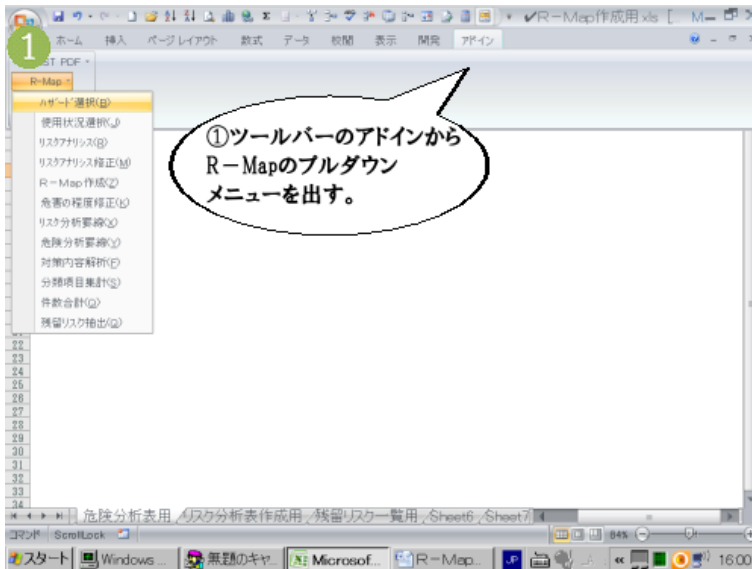 R-Map作成用.xls [
M
1
ホーム 挿入 ページ レイアウト 数式 データ 校閲 表示 開発 アドイン
ST PDF
R-Map
ハザード選択(H)
使用状況選択(J)
リスクアナリシス(R)
リスクアナリシス修正(M)
R-Map作成(Z)
危害の程度修正(K)
リスク分析罫線(X)
危険分析罫線(Y)
対策内容解析(F)
分類項目集計(S)
件数合計(Q)
残留リスク抽出(Q)
①ツールバーのアドインから
R-Mapのプルダウン
メニューを出す。
22
23
24
25
26
27
28
29
30
31
32
33
34
危険分析表用 リスク分析表作成用 残留リスク一覧用 Sheet6 Sheet7
コマンド ScrollLock 84%
スタート Windows ... 無題のキャ... Microsof... R-Map... JP 16:00